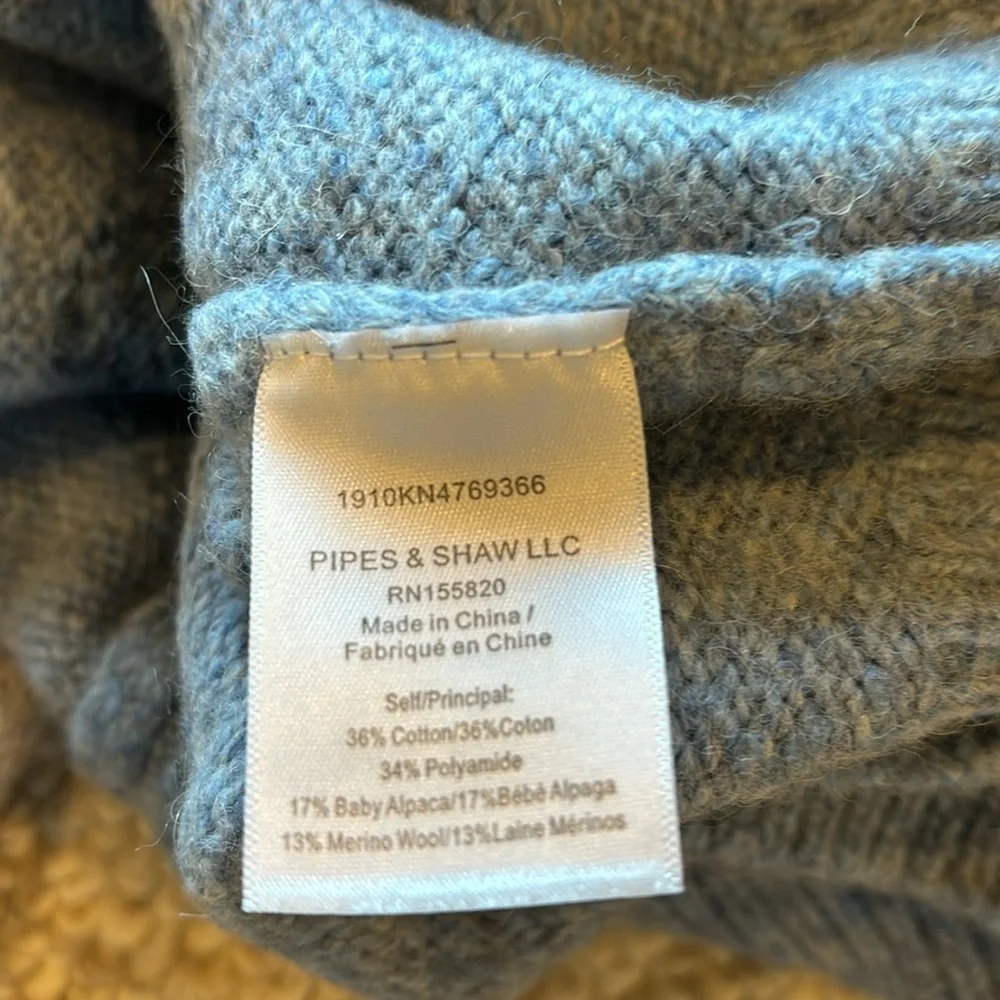 1910KN4769366
PIPES & SHAW LLC
RN155820
Made in China /
Fabriqué en Chine
Self/Principal:
36% Cotton/36%Coton
34% Polyamide
17% Baby Alpaca/17%Bébé Alpaga
13% Merino Wool/13%Laine Mérinos